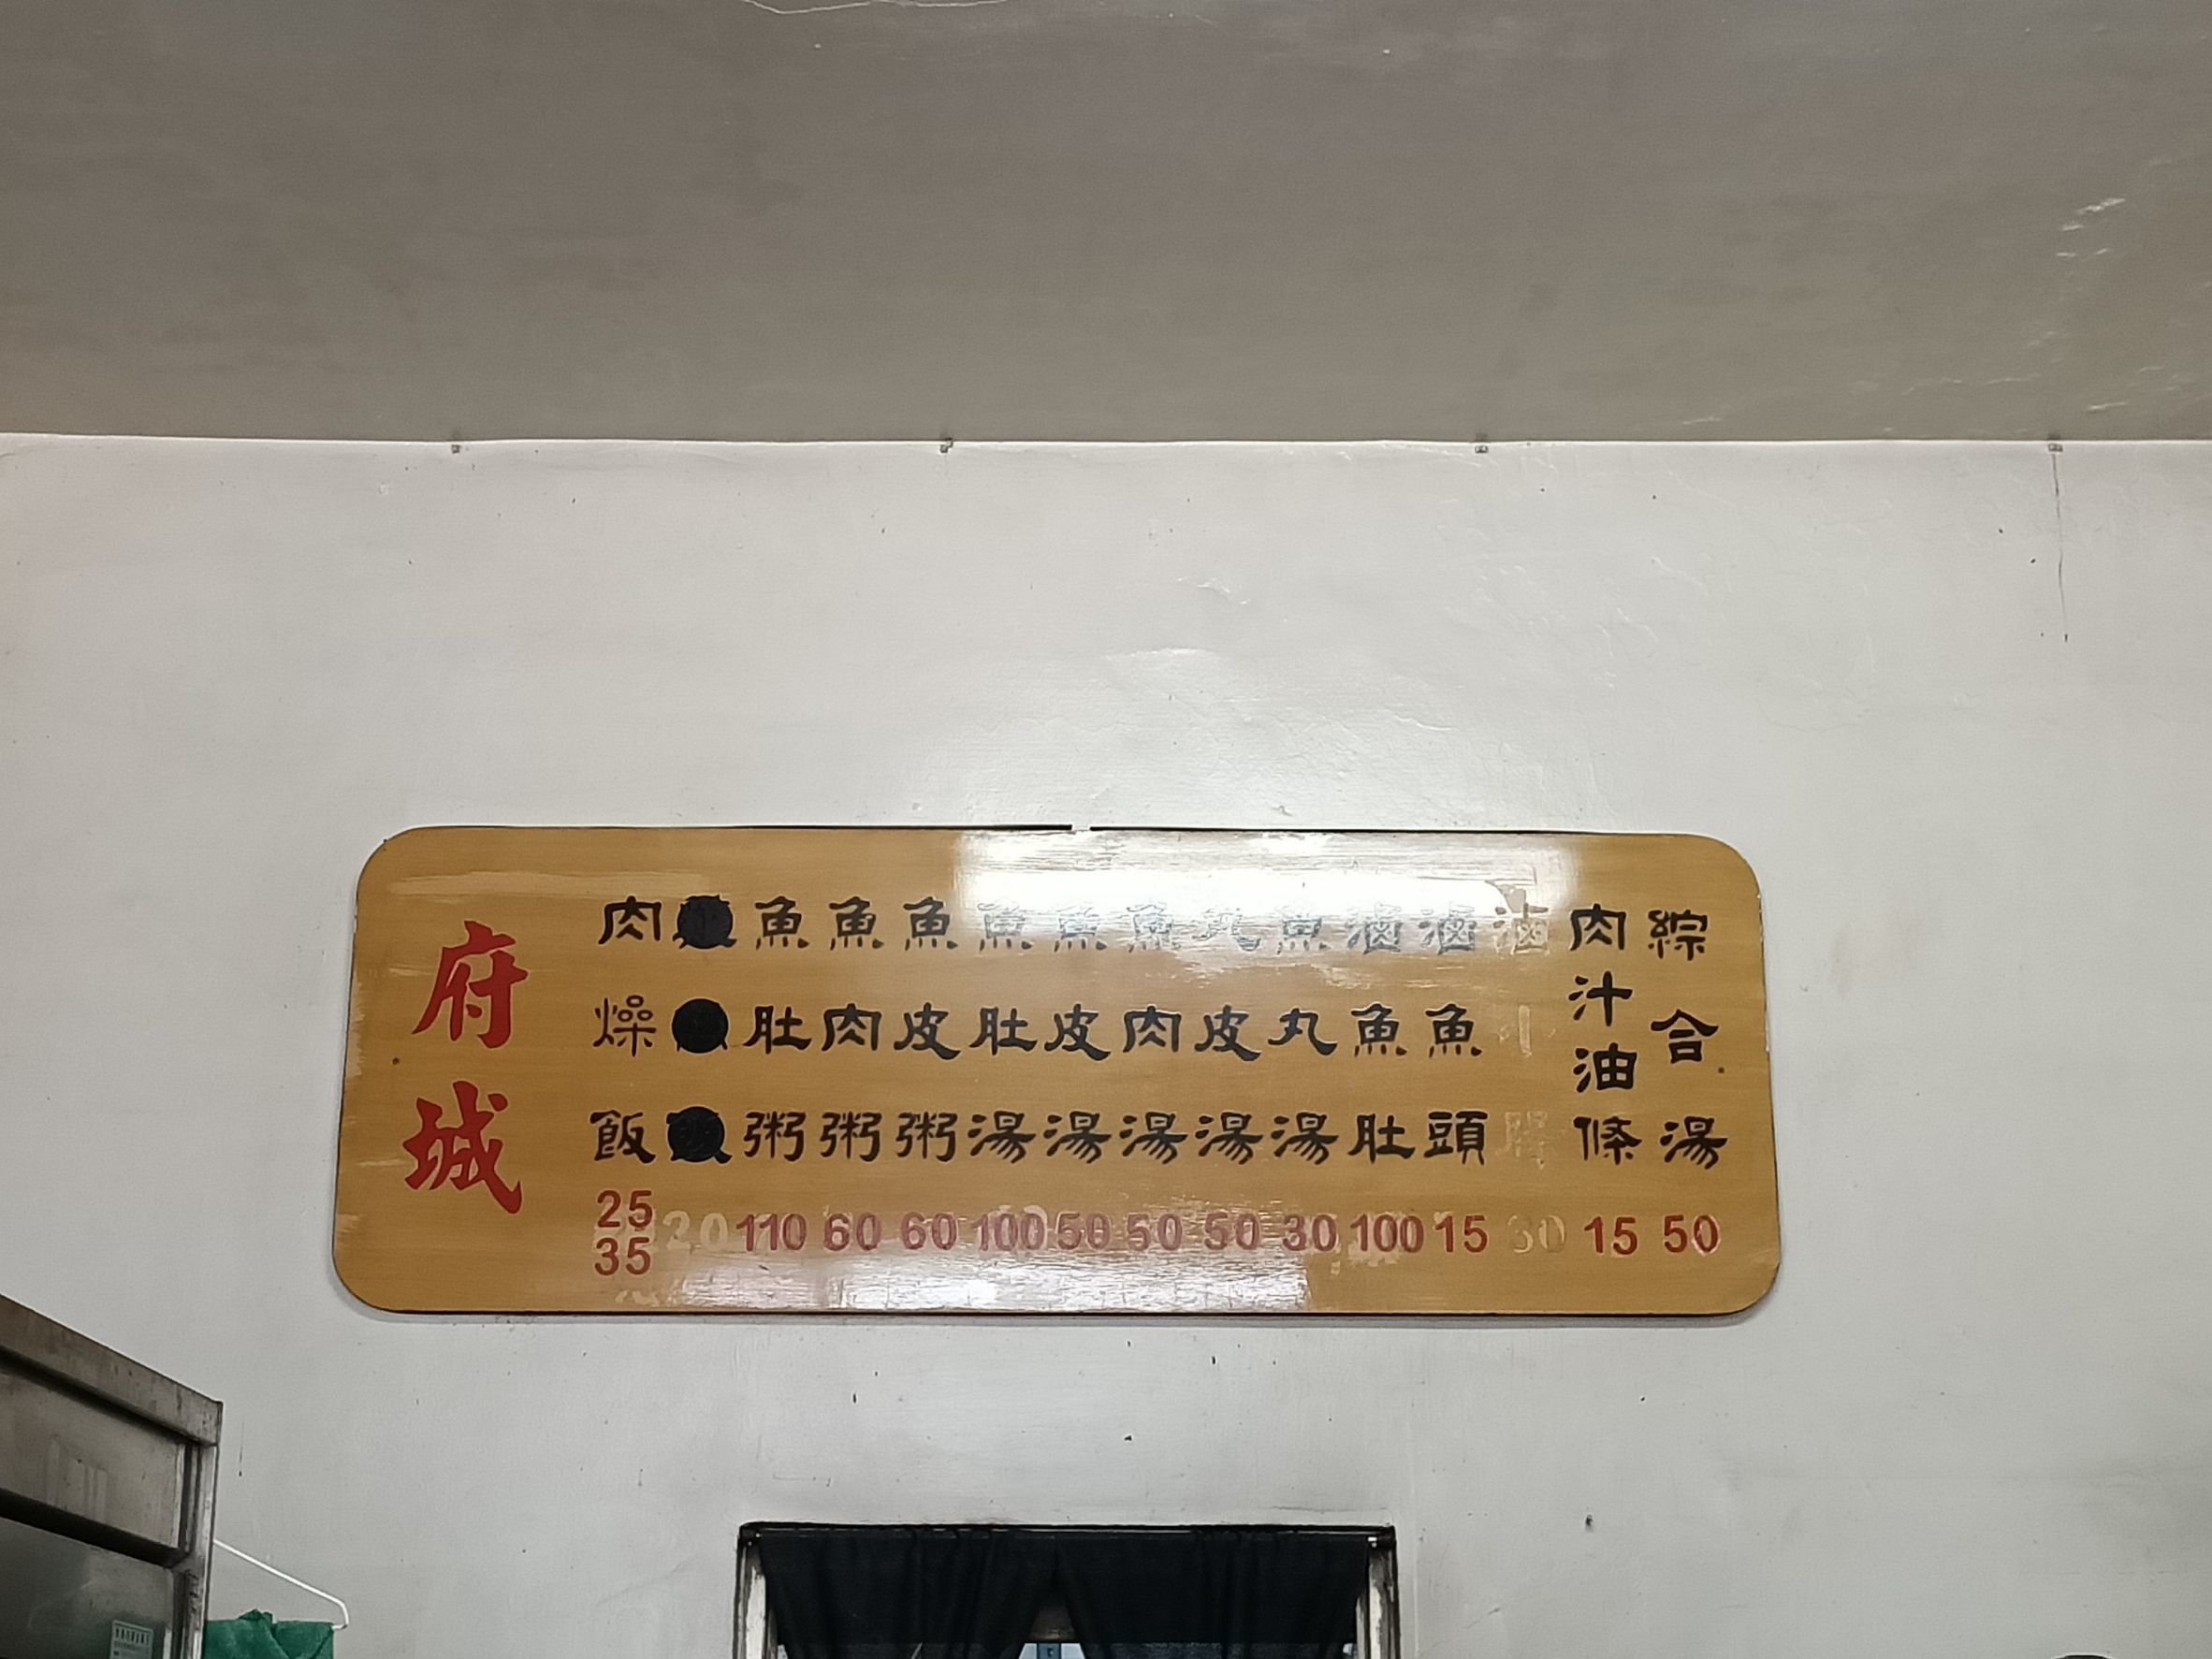 府城
肉燥飯 25 35
魚肚粥 110
魚肉粥 60
魚皮粥 60
魚肚湯 100
魚皮湯 50
魚肉湯 50
丸皮湯 50
魚丸湯 30
滷魚肚 100
滷魚頭 15
肉汁油條 15
綜合湯 50